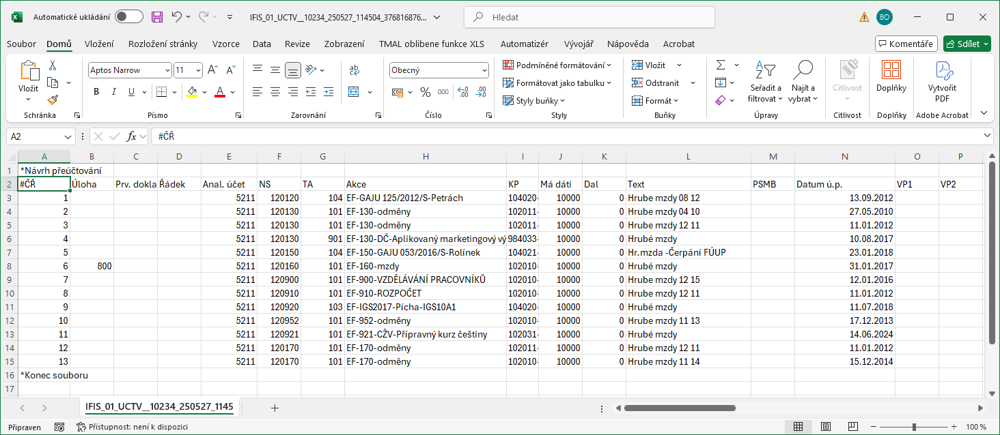 Automatické ukládání IFIS_01_UCTV__10234_250527_114504_376816876... Hledat BO
Soubor Domů Vložení Rozložení stránky Vzorce Data Revize Zobrazení TMAL oblibene funkce XLS Automatizér Vývojář Nápověda Acrobat Komentáře Sdílet
Vložit Aptos Narrow 11 Obecný Podmíněné formátování Vložit
Formátovat jako tabulku Odstranit Seřadit a filtrovat Najít a vybrat Citlivost Doplňky Vytvořit PDF
B I U A % 000 Styly buňky Formát
Schránka Písmo Zarovnání Číslo Styly Buňky Úpravy Citlivost Doplňky Adobe Acrobat
A2 fx #ČŘ
A B C D E F G H I J K L M N O P
1 *Návrh přeúčtování
2 #ČŘ Úloha Prv. dokla Řádek Anal. účet NS TA Akce KP Má dáti Dal Text PSMB Datum ú.p. VP1 VP2
3 1 5211 120120 104 EF-GAJU 125/2012/S-Petrách 104020- 10000 0 Hrube mzdy 08 12 13.09.2012
4 2 5211 120130 101 EF-130-odměny 102011- 10000 0 Hrube mzdy 04 10 27.05.2010
5 3 5211 120130 101 EF-130-odměny 102011- 10000 0 Hrube mzdy 12 11 11.01.2012
6 4 5211 120130 901 EF-130-DČ-Aplikovaný marketingový vý 984033- 10000 0 Hrubé mzdy 10.08.2017
7 5 5211 120150 104 EF-150-GAJU 053/2016/S-Rolínek 104021- 10000 0 Hr.mzda -Čerpání FÚUP 23.01.2018
8 6 800 5211 120160 101 EF-160-mzdy 102010- 10000 0 Hrubé mzdy 31.01.2017
9 7 5211 120900 101 EF-900-VZDĚLÁVÁNÍ PRACOVNÍKŮ 102010- 10000 0 Hrube mzdy 12 15 12.01.2016
10 8 5211 120910 101 EF-910-ROZPOČET 102010- 10000 0 Hrube mzdy 12 11 11.01.2012
11 9 5211 120920 103 EF-IGS2017-Pícha-IGS10A1 104020- 10000 0 Hrubé mzdy 11.07.2018
12 10 5211 120952 101 EF-952-odměny 102010- 10000 0 Hrube mzdy 11 13 17.12.2013
13 11 5211 120921 101 EF-921-CŽV-Přípravný kurz češtiny 102031- 10000 0 Hrubé mzdy 14.06.2024
14 12 5211 120170 101 EF-170-odměny 102011- 10000 0 Hrube mzdy 12 11 11.01.2012
15 13 5211 120170 101 EF-170-odměny 102010- 10000 0 Hrube mzdy 11 14 15.12.2014
16 *Konec souboru
17
IFIS_01_UCTV__10234_250527_1145
Připraven Přístupnost: není k dispozici 100 %